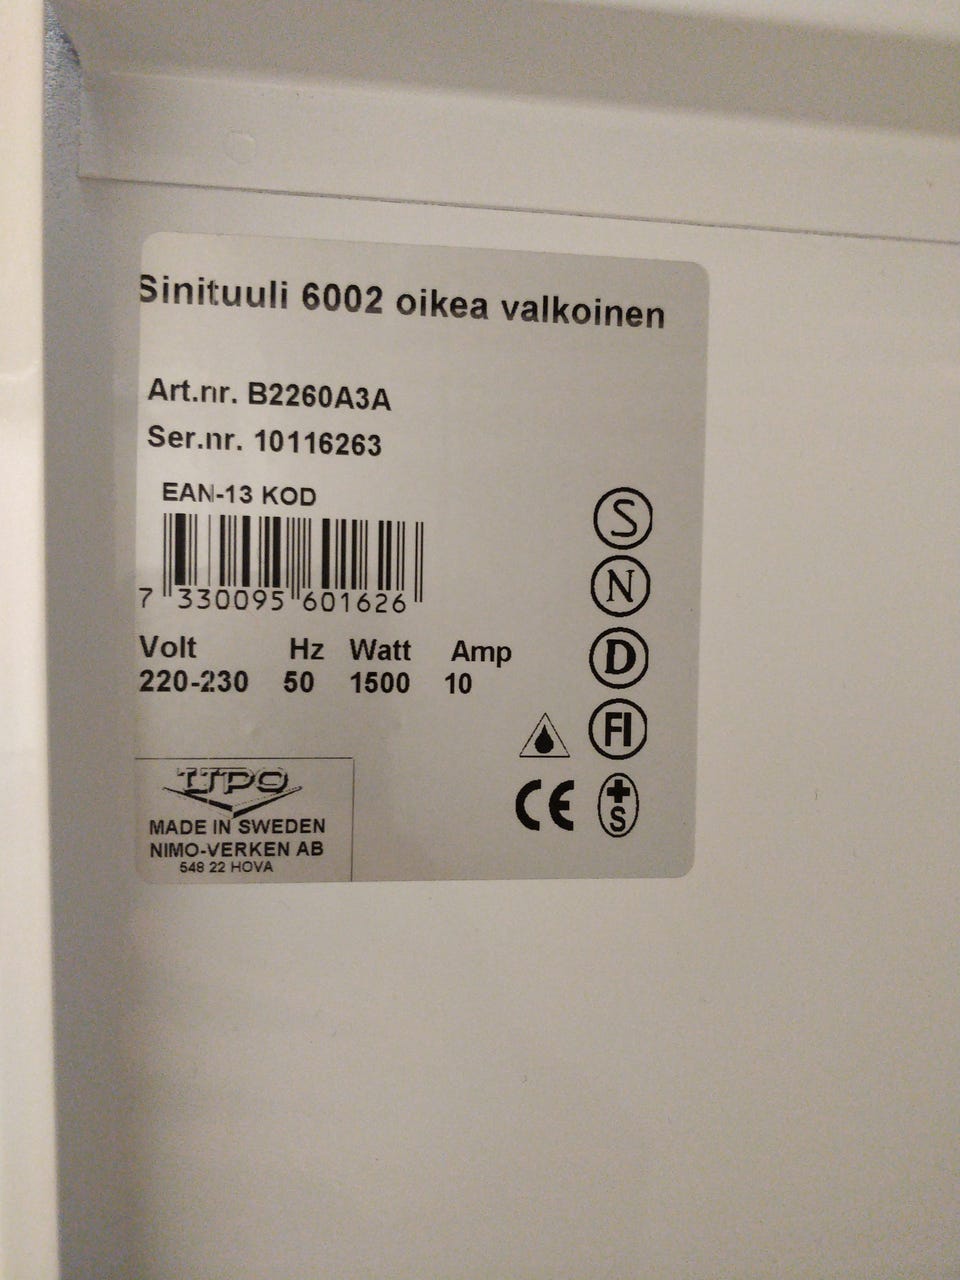 Sinituuli 6002 oikea valkoinen
Art.nr. B2260A3A
Ser.nr. 10116263
EAN-13 KOD
7 330095 601626
Volt Hz Watt Amp
220-230 50 1500 10
S
N
D
FI
CE
+S
UPO
MADE IN SWEDEN
NIMO-VERKEN AB
548 22 HOVA